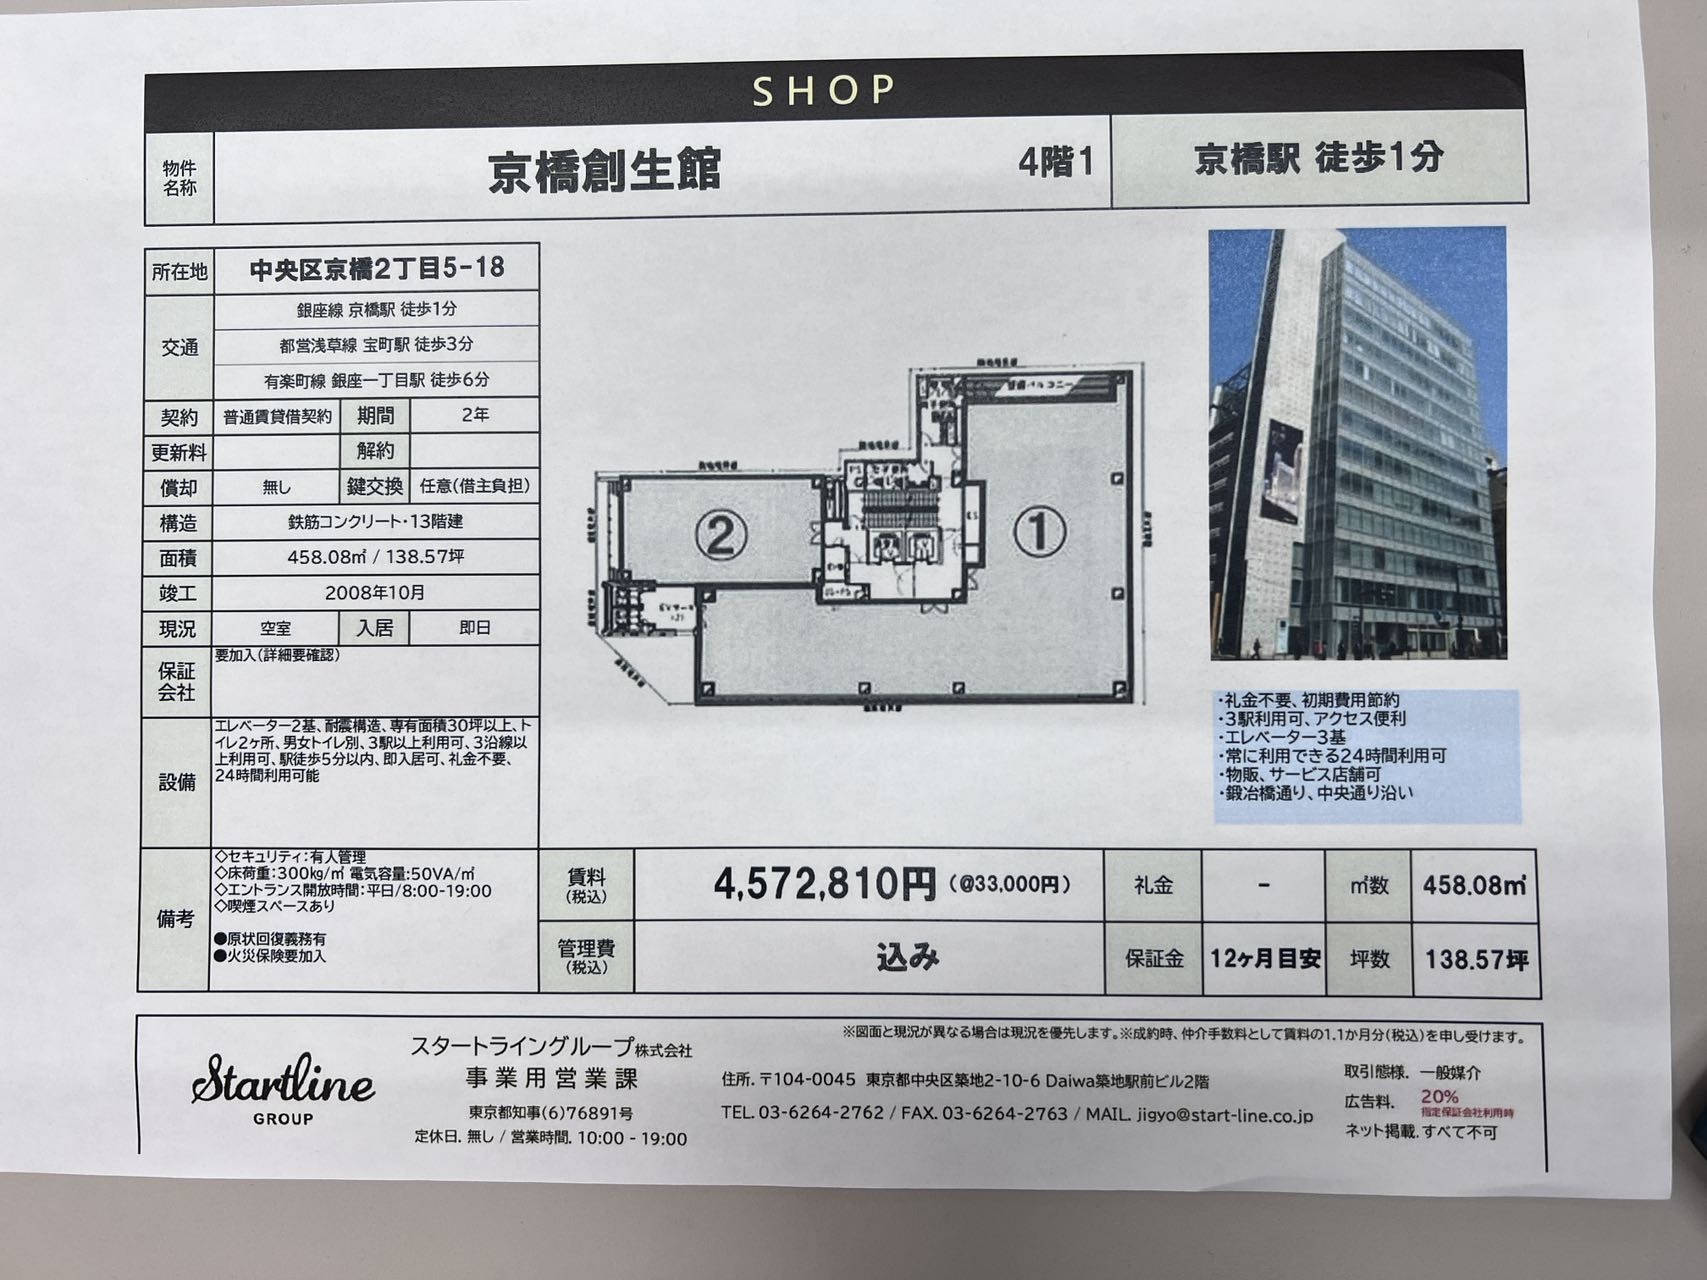 SHOP
物件
名称
京橋創生館
4階1
京橋駅 徒歩1分
所在地
中央区京橋2丁目5-18
交通
銀座線 京橋駅 徒歩1分
都営浅草線 宝町駅 徒歩3分
有楽町線 銀座一丁目駅 徒歩6分
契約 普通賃貸借契約 期間 2年
更新料 解約
償却 無し 鍵交換 任意(借主負担)
構造 鉄筋コンクリート・13階建
面積 458.08㎡ / 138.57坪
竣工 2008年10月
現況 空室 入居 即日
保証
会社
要加入(詳細要確認)
設備
エレベーター2基、耐震構造、専有面積30坪以上、ト
イレ2ヶ所、男女トイレ別、3駅以上利用可、3沿線以
上利用可、駅徒歩5分以内、即入居可、礼金不要、
24時間利用可能
備考
◇セキュリティ:有人管理
◇床荷重:300kg/㎡ 電気容量:50VA/㎡
◇エントランス開放時間:平日/8:00-19:00
◇喫煙スペースあり
●原状回復義務有
●火災保険要加入
②
①
・礼金不要、初期費用節約
・3駅利用可、アクセス便利
・エレベーター3基
・常に利用できる24時間利用可
・物販、サービス店舗可
・鍛冶橋通り、中央通り沿い
賃料
(税込)
4,572,810円(@33,000円)
礼金 - ㎡数 458.08㎡
管理費
(税込)
込み
保証金 12ヶ月目安 坪数 138.57坪
※図面と現況が異なる場合は現況を優先します。※成約時、仲介手数料として賃料の1.1か月分(税込)を申し受けます。
Startline
GROUP
スタートライングループ株式会社
事業用営業課
東京都知事(6)76891号
定休日. 無し / 営業時間. 10:00 - 19:00
住所. 〒104-0045 東京都中央区築地2-10-6 Daiwa築地駅前ビル2階
TEL. 03-6264-2762 / FAX. 03-6264-2763 / MAIL. jigyo@start-line.co.jp
取引態様. 一般媒介
広告料. 20%
指定保証会社利用時
ネット掲載. すべて不可